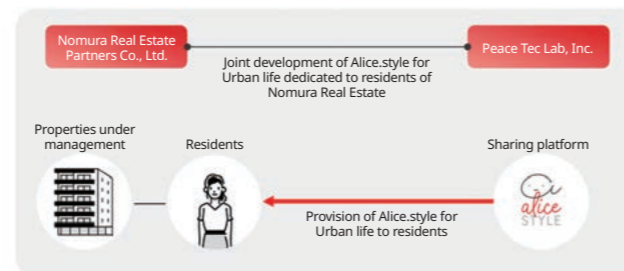 Nomura Real Estate
Partners Co., Ltd.
Peace Tec Lab, Inc.
Joint development of Alice.style for
Urban life dedicated to residents of
Nomura Real Estate
Properties under
management
Residents
Sharing platform
alice
STYLE
Provision of Alice.style for
Urban life to residents